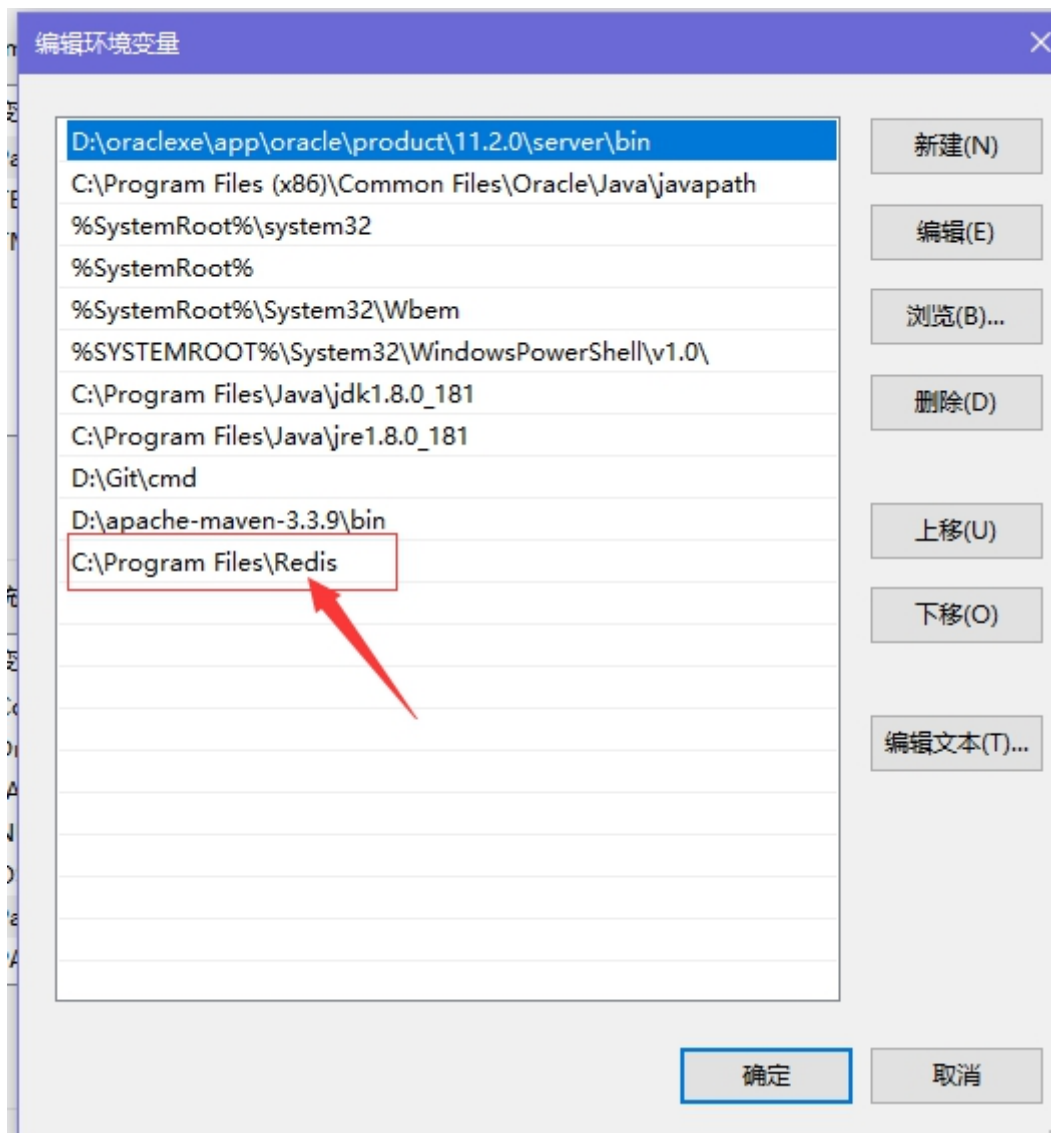 编辑环境变量
D:\oraclexe\app\oracle\product\11.2.0\server\bin
新建(N)
C:\Program Files (x86)\Common Files\Oracle\Java\javapath
%SystemRoot%\system32
编辑(E)
%SystemRoot%
%SystemRoot%\System32\Wbem
浏览(B)...
%SYSTEMROOT%\System32\WindowsPowerShell\v1.0\
C:\Program Files\Java\jdk1.8.0_181
删除(D)
C:\Program Files\Java\jre1.8.0_181
D:\Git\cmd
D:\apache-maven-3.3.9\bin
上移(U)
C:\Program Files\Redis
下移(O)
编辑文本(T)...
确定
取消